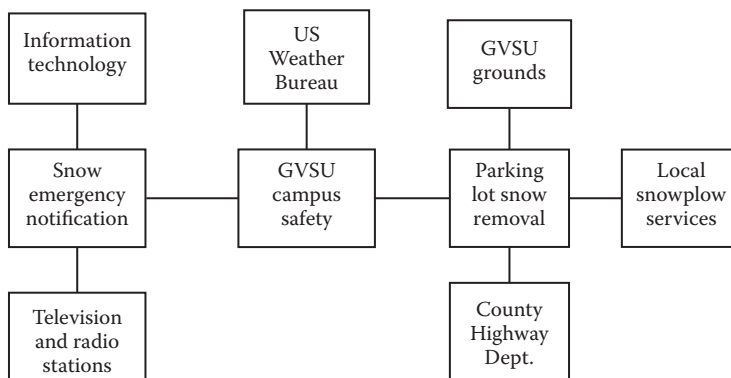 Information
technology
US
Weather
Bureau
GVSU
grounds
Snow
emergency
notification
GVSU
campus
safety
Parking
lot snow
removal
Local
snowplow
services
Television
and radio
stations
County
Highway
Dept.